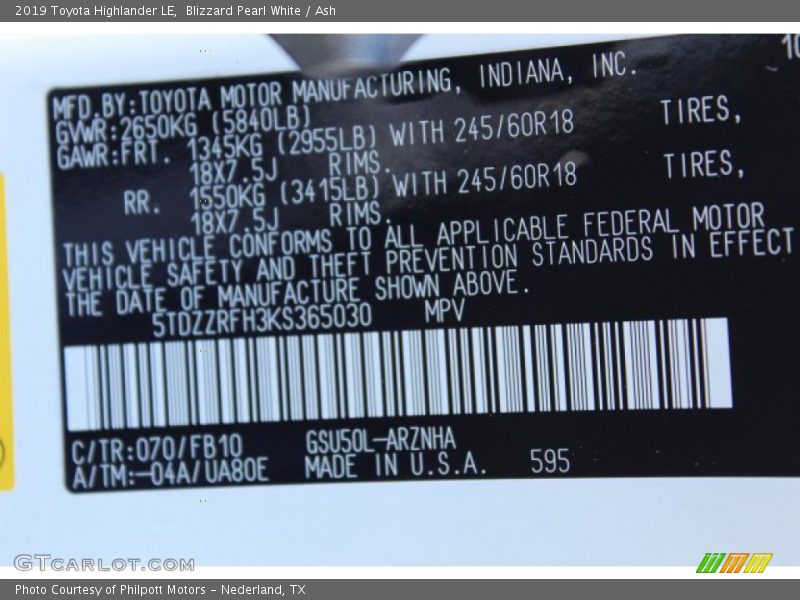 2019 Toyota Highlander LE, Blizzard Pearl White / Ash
10
MFD.BY:TOYOTA MOTOR MANUFACTURING, INDIANA, INC.
GVWR:2650KG (5840LB)
GAWR:FRT. 1345KG (2955LB) WITH 245/60R18 TIRES,
18X7.5J RIMS.
RR. 1550KG (3415LB) WITH 245/60R18 TIRES,
18X7.5J RIMS.
THIS VEHICLE CONFORMS TO ALL APPLICABLE FEDERAL MOTOR
VEHICLE SAFETY AND THEFT PREVENTION STANDARDS IN EFFECT
THE DATE OF MANUFACTURE SHOWN ABOVE.
5TDZZRFH3KS365030 MPV
C/TR:070/FB10 GSU50L-ARZNHA
A/TM:-04A/UA80E MADE IN U.S.A. 595
GTCARLOT.COM
Photo Courtesy of Philpott Motors - Nederland, TX